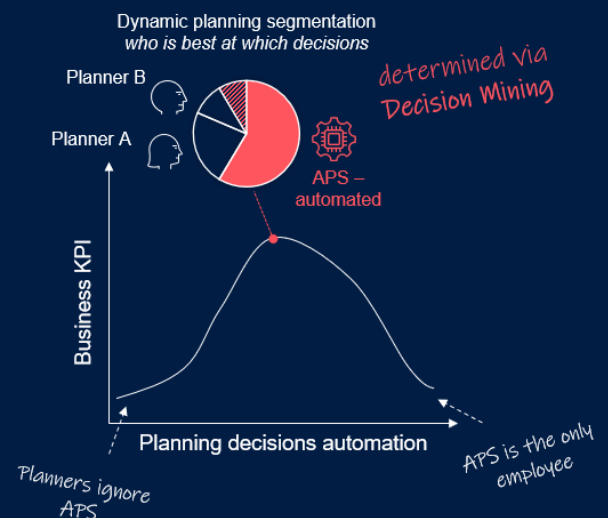 Dynamic planning segmentation
who is best at which decisions
determined via
Decision Mining
Planner B
Planner A
APS –
automated
Business KPI
Planning decisions automation
Planners ignore
APS
APS is the only
employee